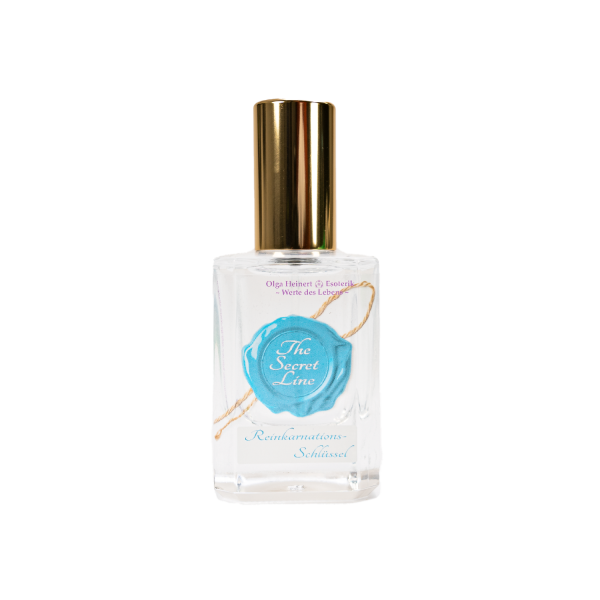 Olga Heinert & Esoterik
~ Werte des Lebens ~
The
Secret
Line
Reinkarnations-
Schlüssel